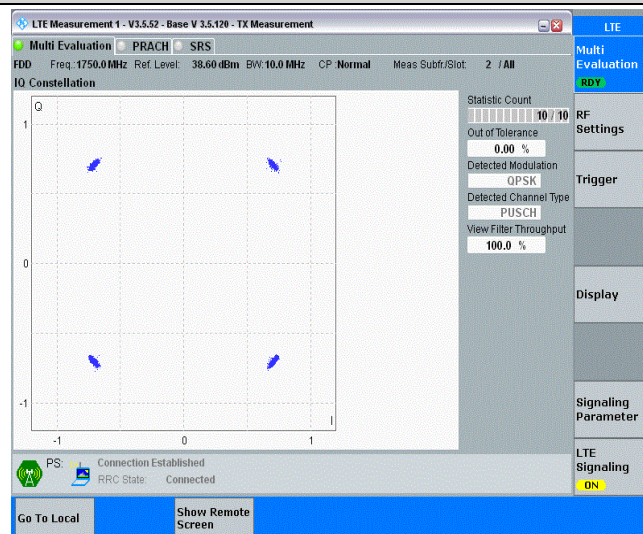 LTE Measurement 1 - V3.5.52 - Base V 3.5.120 - TX Measurement
LTE
Multi Evaluation PRACH SRS
Multi
Evaluation
RDY
FDD Freq.:1750.0 MHz Ref. Level: 38.60 dBm BW:10.0 MHz CP:Normal Meas Subfr./Slot: 2 / All
IQ Constellation
Q
1
0
-1
-1
0
1
I
Statistic Count
10 / 10
Out of Tolerance
0.00 %
Detected Modulation
QPSK
Detected Channel Type
PUSCH
View Filter Throughput
100.0 %
RF
Settings
Trigger
Display
Signaling
Parameter
LTE
Signaling
ON
PS: Connection Established
RRC State: Connected
Go To Local
Show Remote
Screen